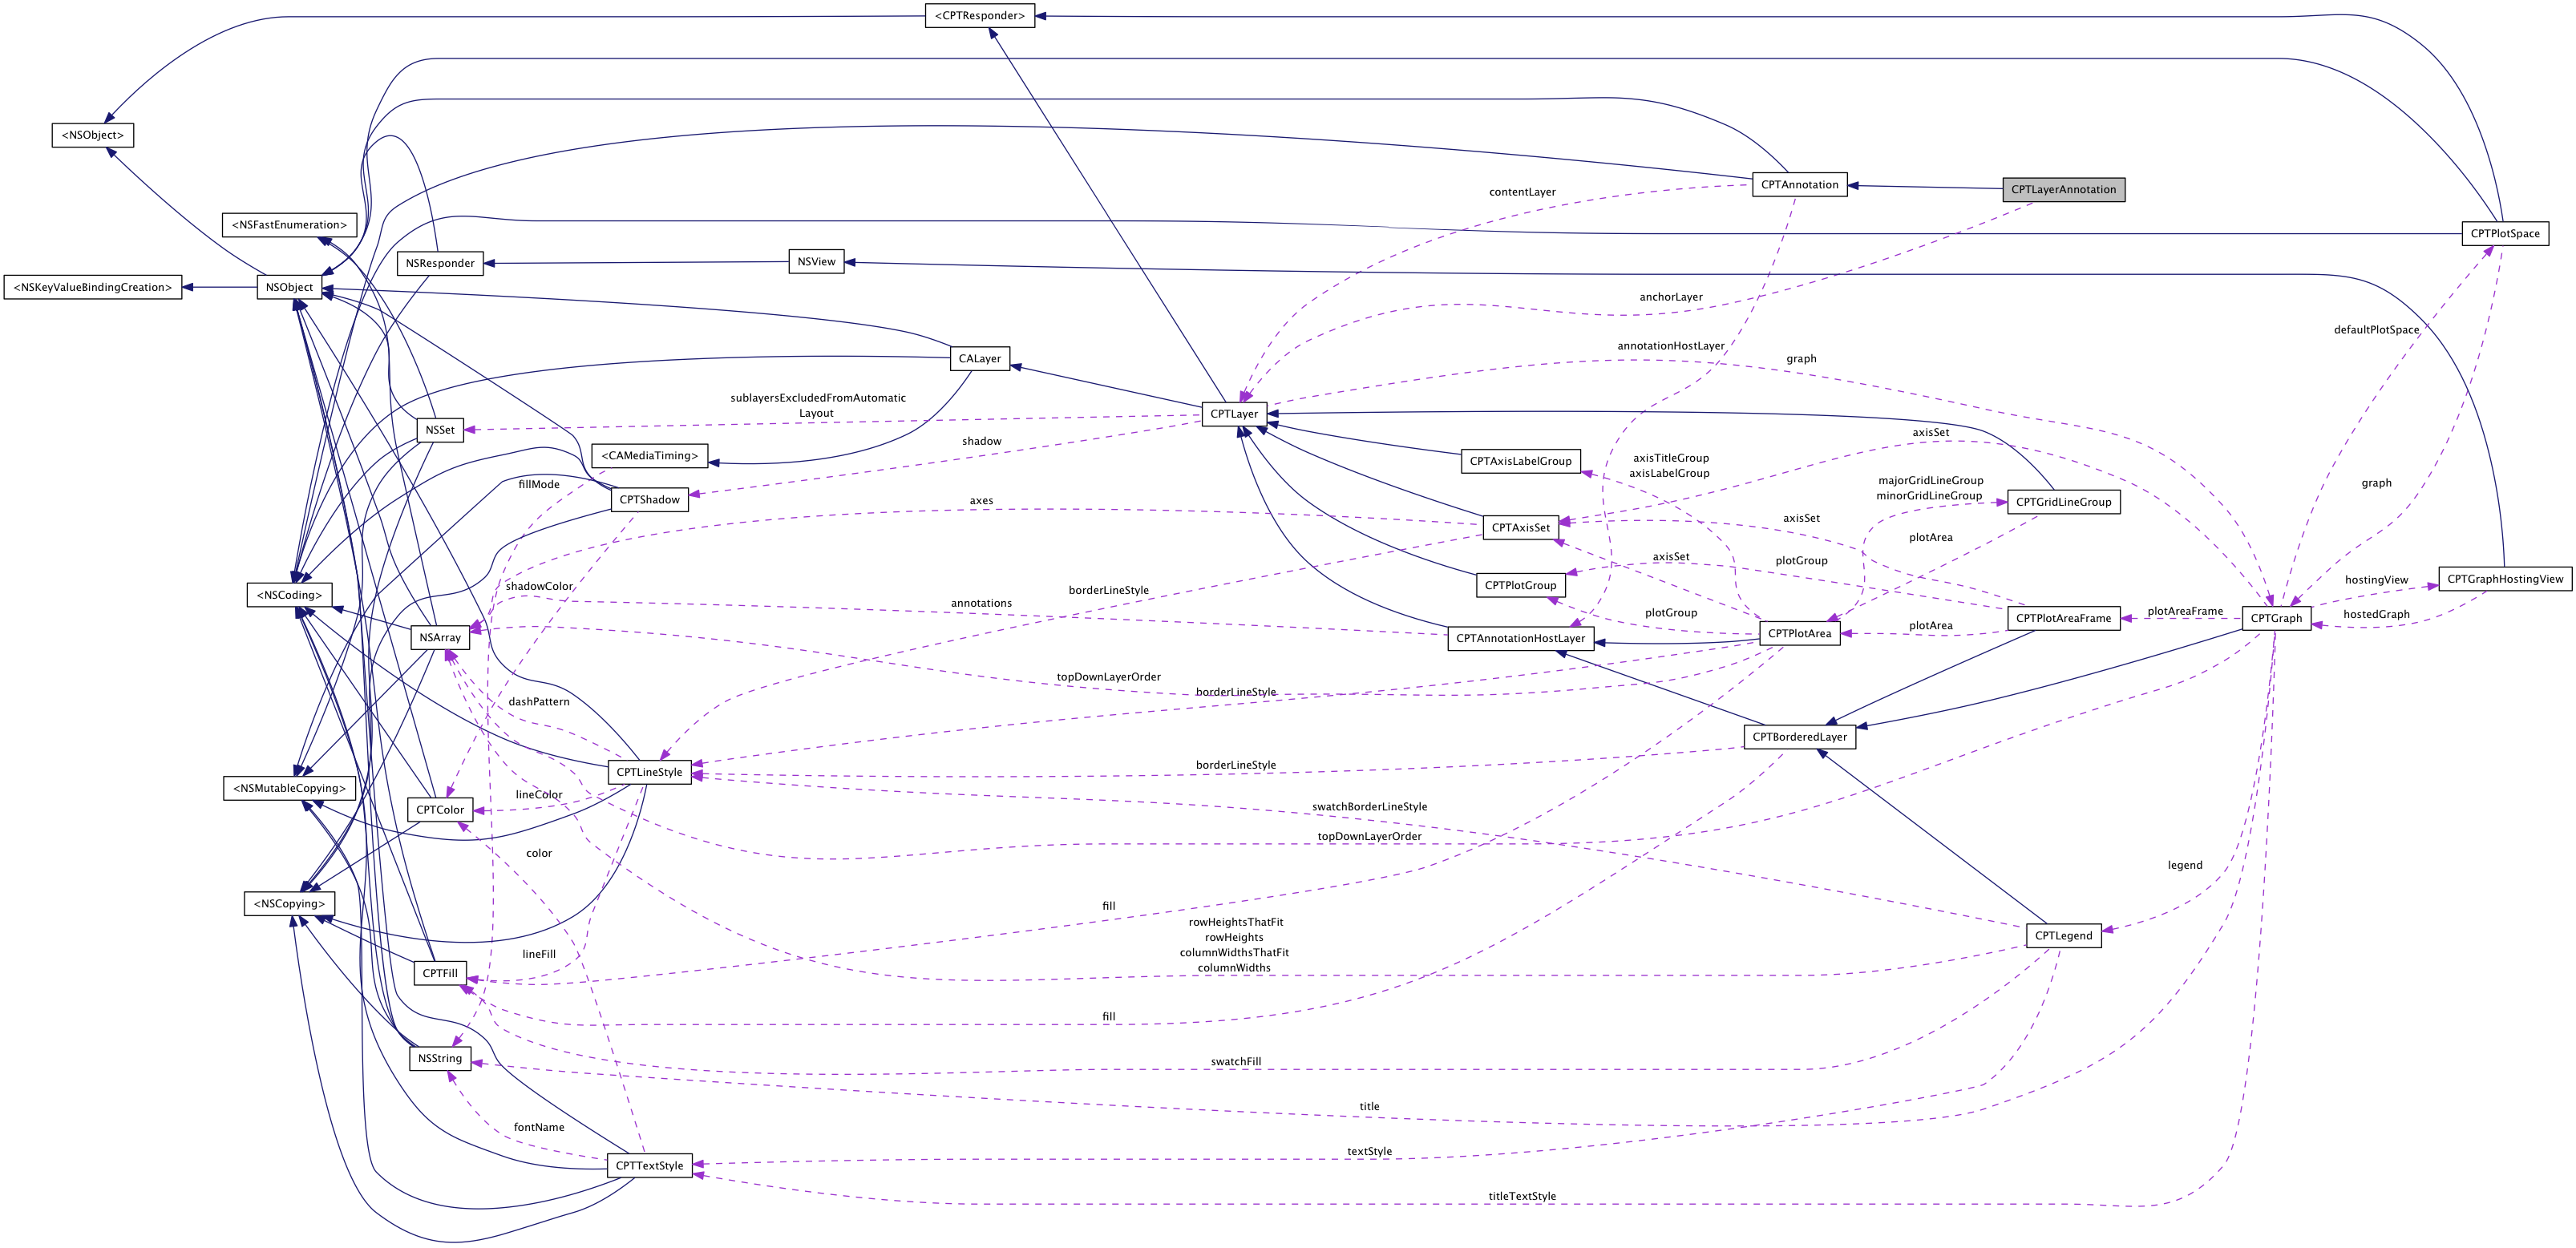 <CPTResponder>
<NSObject>
CPTAnnotation
CPTLayerAnnotation
contentLayer
<NSFastEnumeration>
CPTPlotSpace
NSResponder
NSView
<NSKeyValueBindingCreation>
NSObject
anchorLayer
defaultPlotSpace
annotationHostLayer
graph
CALayer
sublayersExcludedFromAutomatic
Layout
CPTLayer
NSSet
shadow
axisSet
<CAMediaTiming>
CPTAxisLabelGroup
axisTitleGroup
axisLabelGroup
fillMode
majorGridLineGroup
minorGridLineGroup
graph
CPTShadow
axes
CPTGridLineGroup
CPTAxisSet
axisSet
plotArea
axisSet
plotGroup
shadowColor
borderLineStyle
CPTPlotGroup
hostingView
CPTGraphHostingView
<NSCoding>
annotations
plotGroup
plotArea
CPTPlotAreaFrame
plotAreaFrame
CPTGraph
hostedGraph
NSArray
CPTAnnotationHostLayer
CPTPlotArea
topDownLayerOrder
borderLineStyle
dashPattern
CPTBorderedLayer
borderLineStyle
CPTLineStyle
<NSMutableCopying>
lineColor
CPTColor
swatchBorderLineStyle
topDownLayerOrder
color
legend
<NSCopying>
fill
rowHeightsThatFit
rowHeights
columnWidthsThatFit
columnWidths
CPTLegend
lineFill
CPTFill
fill
NSString
swatchFill
title
fontName
textStyle
CPTTextStyle
titleTextStyle